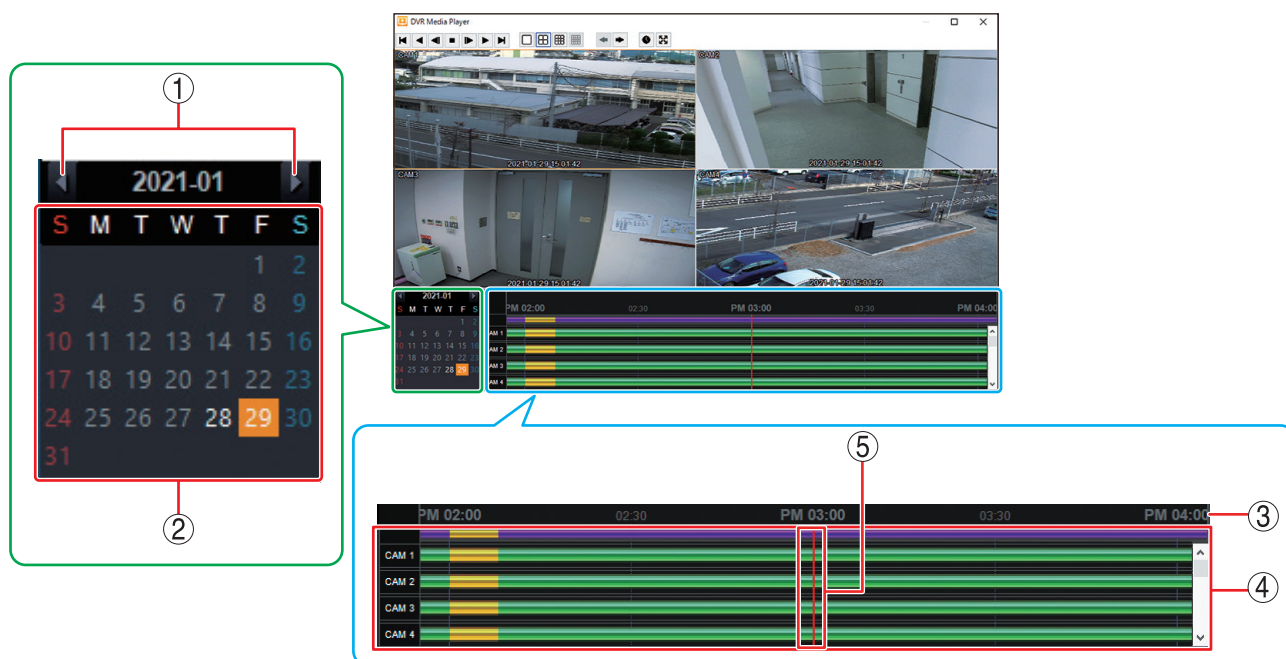 DVR Media Player
CAM1
CAM2
2021-01-29 15:01:42
2021-01-29 15:01:42
CAM3
CAM4
2021-01-29 15:01:42
2021-01-29 15:01:42
2021-01
S M T W T F S
1 2
3 4 5 6 7 8 9
10 11 12 13 14 15 16
17 18 19 20 21 22 23
24 25 26 27 28 29 30
31
PM 02:00 02:30 PM 03:00 03:30 PM 04:00
AM 1
AM 2
AM 3
AM 4
①
2021-01
S M T W T F S
1 2
3 4 5 6 7 8 9
10 11 12 13 14 15 16
17 18 19 20 21 22 23
24 25 26 27 28 29 30
31
②
⑤
PM 02:00 02:30 PM 03:00 03:30 PM 04:00
③
CAM 1
CAM 2
CAM 3
CAM 4
④